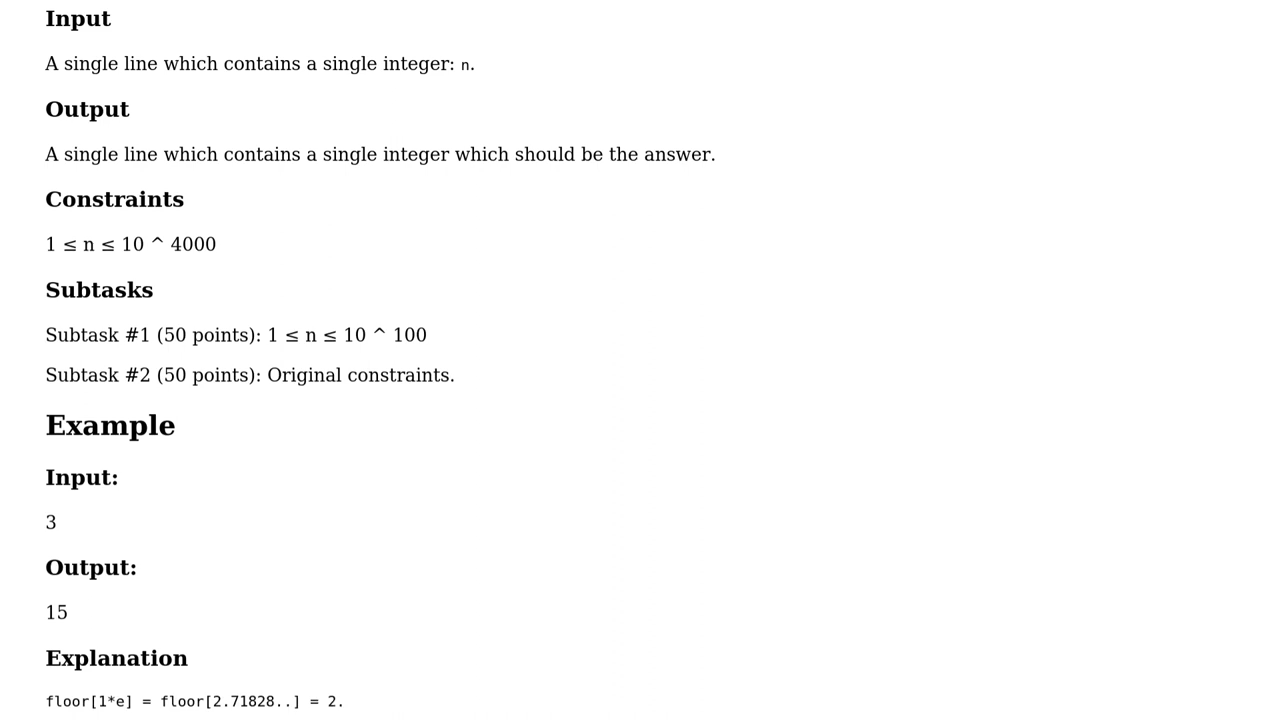 Input
A single line which contains a single integer: n.
Output
A single line which contains a single integer which should be the answer.
Constraints
1 ≤ n ≤ 10 ^ 4000
Subtasks
Subtask #1 (50 points): 1 ≤ n ≤ 10 ^ 100
Subtask #2 (50 points): Original constraints.
Example
Input:
3
Output:
15
Explanation
floor[1*e] = floor[2.71828..] = 2.